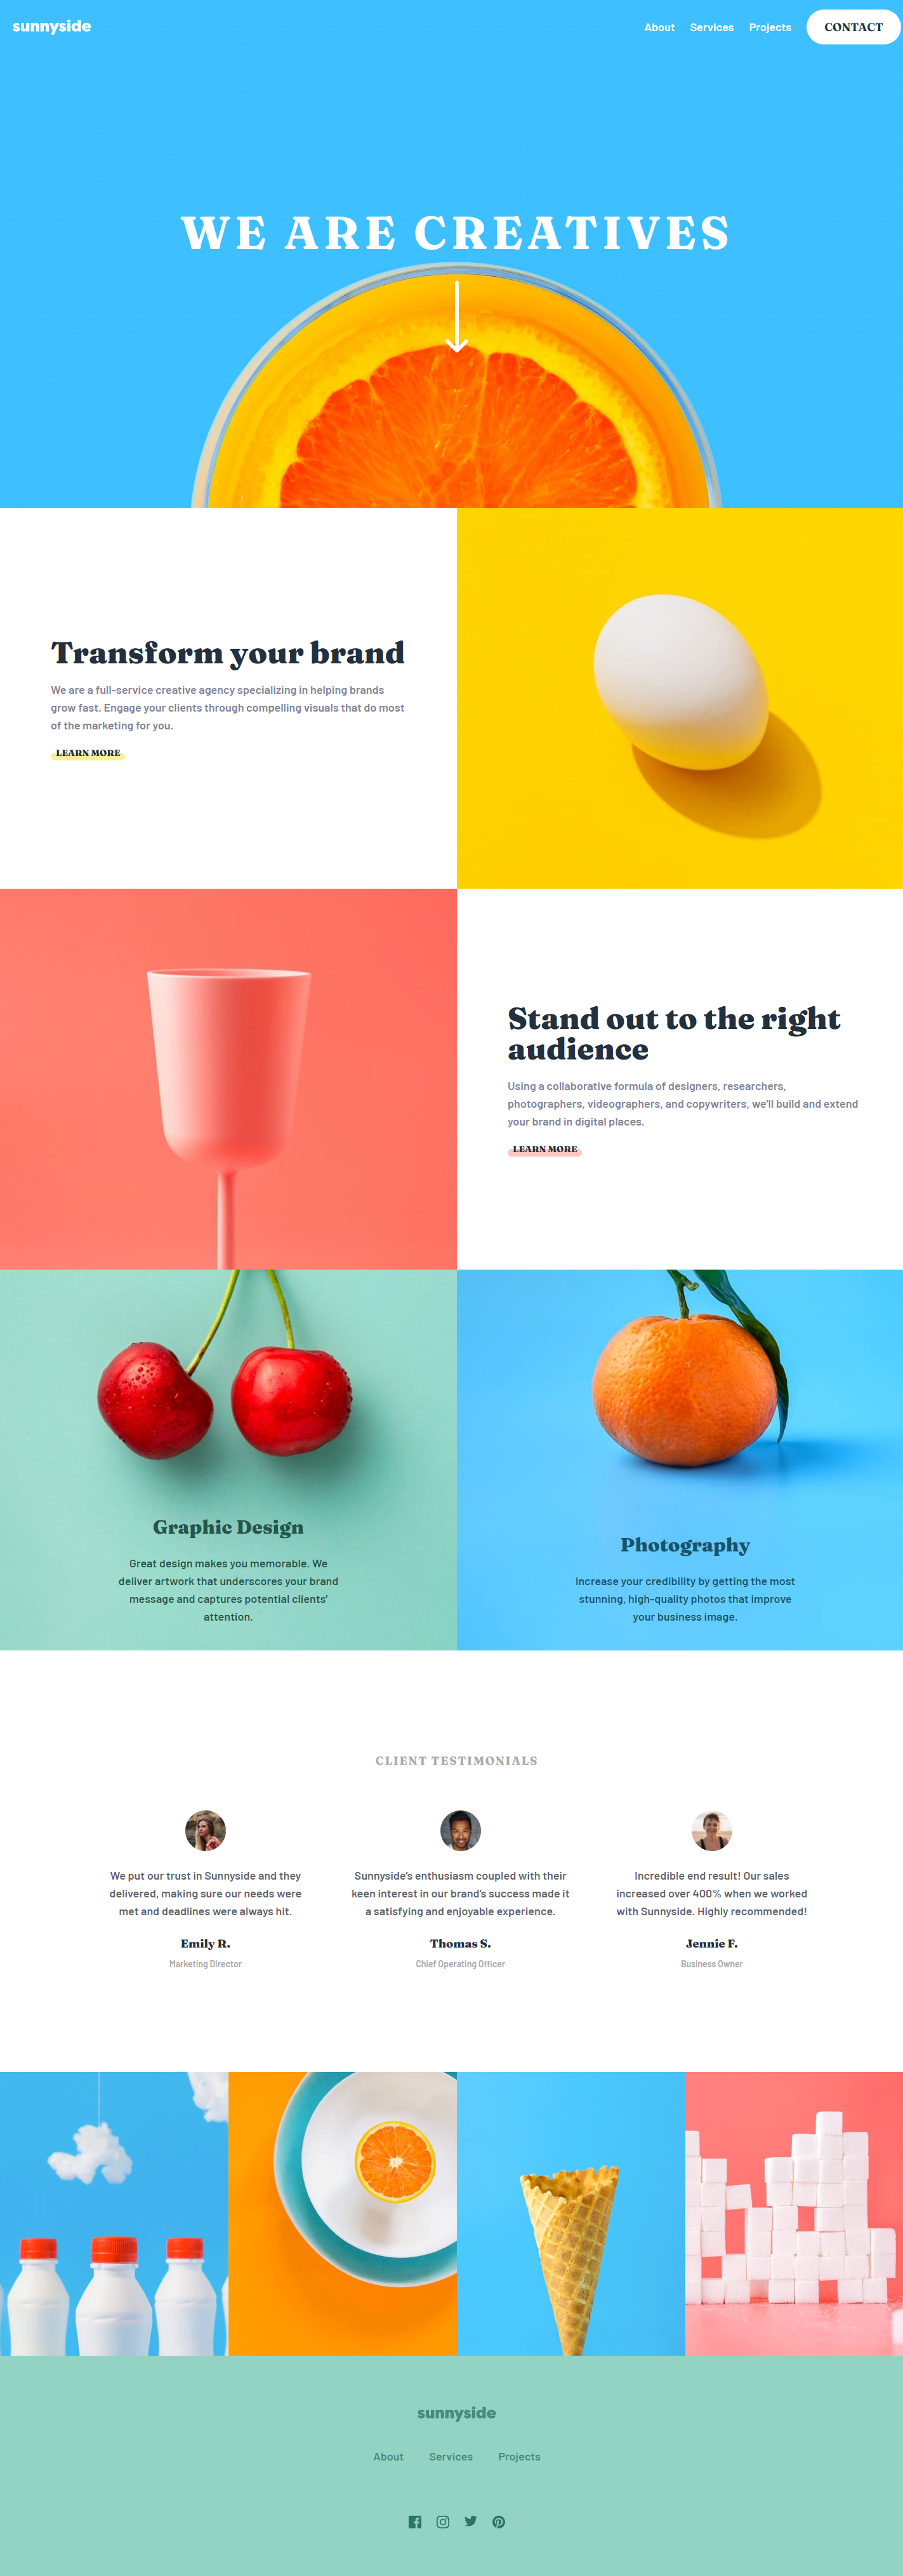 sunnyside
About Services Projects CONTACT
WE ARE CREATIVES
Transform your brand
We are a full-service creative agency specializing in helping brands
grow fast. Engage your clients through compelling visuals that do most
of the marketing for you.
LEARN MORE
Stand out to the right
audience
Using a collaborative formula of designers, researchers,
photographers, videographers, and copywriters, we'll build and extend
your brand in digital places.
LEARN MORE
Graphic Design
Great design makes you memorable. We
deliver artwork that underscores your brand
message and captures potential clients'
attention.
Photography
Increase your credibility by getting the most
stunning, high-quality photos that improve
your business image.
CLIENT TESTIMONIALS
We put our trust in Sunnyside and they
delivered, making sure our needs were
met and deadlines were always hit.
Emily R.
Marketing Director
Sunnyside's enthusiasm coupled with their
keen interest in our brand's success made it
a satisfying and enjoyable experience.
Thomas S.
Chief Operating Officer
Incredible end result! Our sales
increased over 400% when we worked
with Sunnyside. Highly recommended!
Jennie F.
Business Owner
sunnyside
About Services Projects